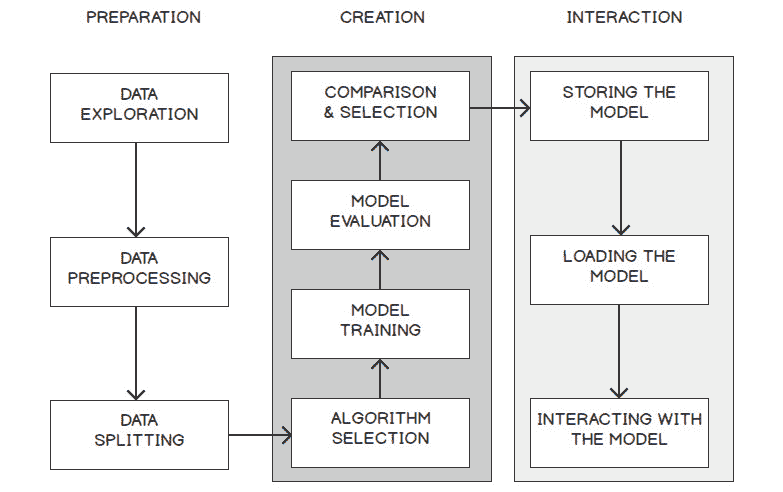 PREPARATION
DATA
EXPLORATION
DATA
PREPROCESSING
DATA
SPLITTING
CREATION
COMPARISON
& SELECTION
MODEL
EVALUATION
MODEL
TRAINING
ALGORITHM
SELECTION
INTERACTION
STORING THE
MODEL
LOADING THE
MODEL
INTERACTING WITH
THE MODEL